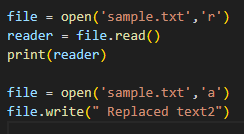 file = open('sample.txt','r')
reader = file.read()
print(reader)
file = open('sample.txt','a')
file.write(" Replaced text2")